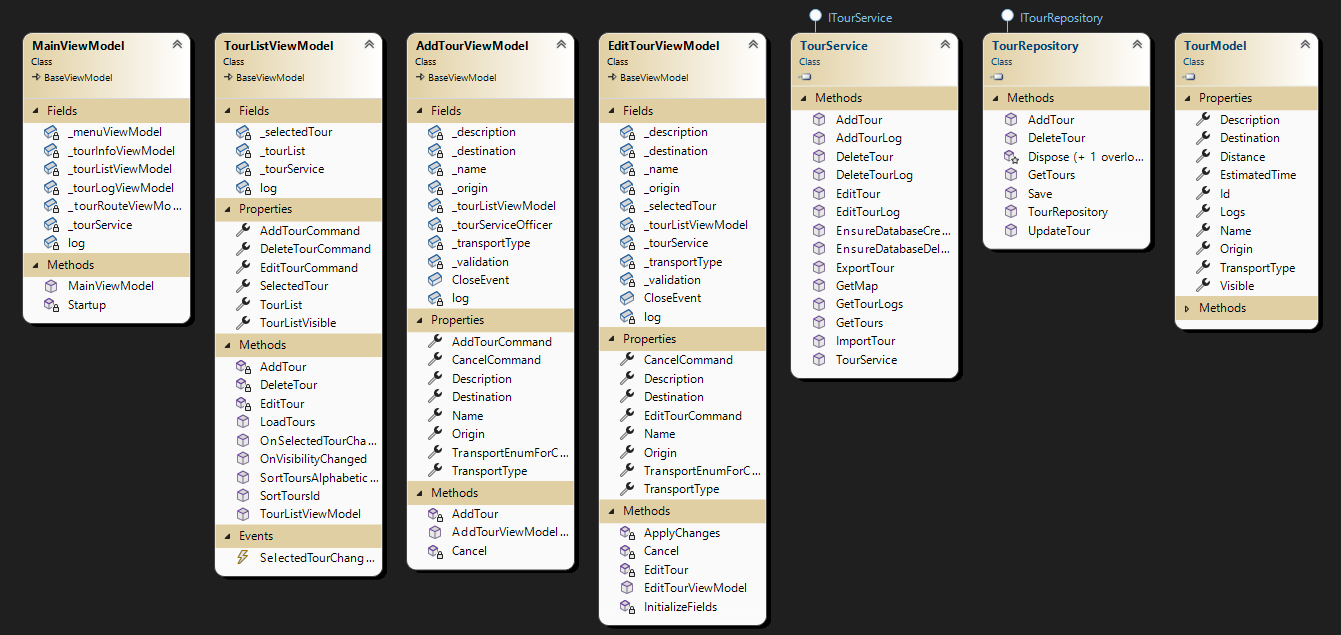 MainViewModel
Class
BaseViewModel
Fields
_menuViewModel
_tourInfoViewModel
_tourListViewModel
_tourLogViewModel
_tourRouteViewMo...
_tourService
log
Methods
MainViewModel
Startup
TourListViewModel
Class
BaseViewModel
Fields
_selectedTour
_tourList
_tourService
log
Properties
AddTourCommand
DeleteTourCommand
EditTourCommand
SelectedTour
TourList
TourListVisible
Methods
AddTour
DeleteTour
EditTour
LoadTours
OnSelectedTourCha...
OnVisibilityChanged
SortToursAlphabetic...
SortToursId
TourListViewModel
Events
SelectedTourChang...
AddTourViewModel
Class
BaseViewModel
Fields
_description
_destination
_name
_origin
_tourListViewModel
_tourServiceOfficer
_transportType
_validation
CloseEvent
log
Properties
AddTourCommand
CancelCommand
Description
Destination
Name
Origin
TransportEnumForC...
TransportType
Methods
AddTour
AddTourViewModel...
Cancel
EditTourViewModel
Class
BaseViewModel
Fields
_description
_destination
_name
_origin
_selectedTour
_tourListViewModel
_tourService
_transportType
_validation
CloseEvent
log
Properties
CancelCommand
Description
Destination
EditTourCommand
Name
Origin
TransportEnumForC...
TransportType
Methods
ApplyChanges
Cancel
EditTour
EditTourViewModel
InitializeFields
ITourService
TourService
Class
Methods
AddTour
AddTourLog
DeleteTour
DeleteTourLog
EditTour
EditTourLog
EnsureDatabaseCre...
EnsureDatabaseDel...
ExportTour
GetMap
GetTourLogs
GetTours
ImportTour
TourService
ITourRepository
TourRepository
Class
Methods
AddTour
DeleteTour
Dispose (+ 1 overlo...
GetTours
Save
TourRepository
UpdateTour
TourModel
Class
Properties
Description
Destination
Distance
EstimatedTime
Id
Logs
Name
Origin
TransportType
Visible
Methods